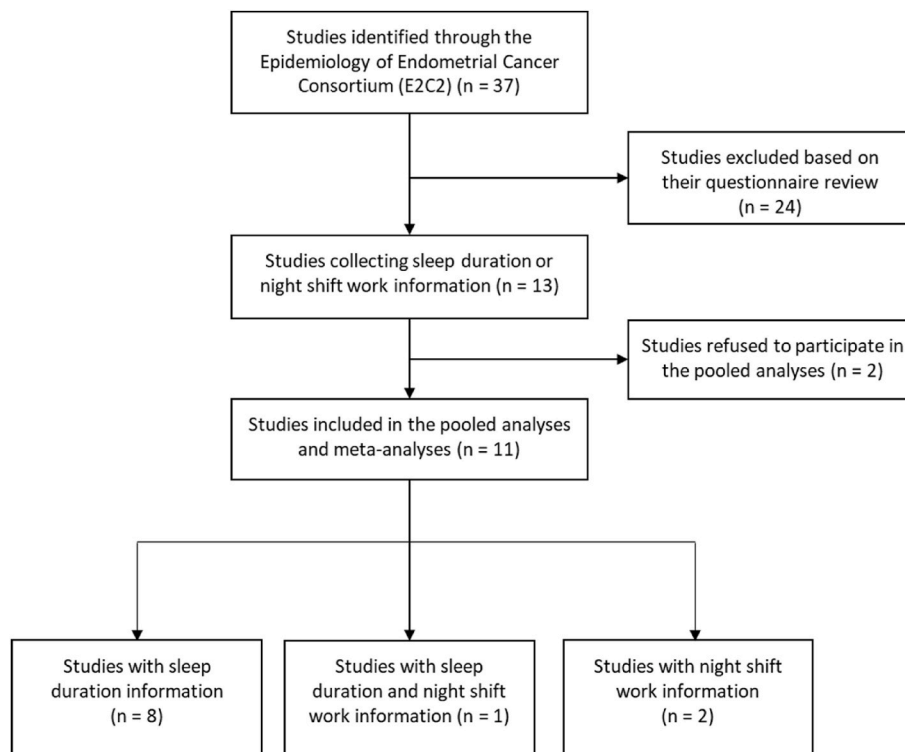 Studies identified through the
Epidemiology of Endometrial Cancer
Consortium (E2C2) (n = 37)
Studies excluded based on
their questionnaire review
(n = 24)
Studies collecting sleep duration or
night shift work information (n = 13)
Studies refused to participate in
the pooled analyses (n = 2)
Studies included in the pooled analyses
and meta-analyses (n = 11)
Studies with sleep
duration information
(n = 8)
Studies with sleep
duration and night shift
work information (n = 1)
Studies with night shift
work information
(n = 2)